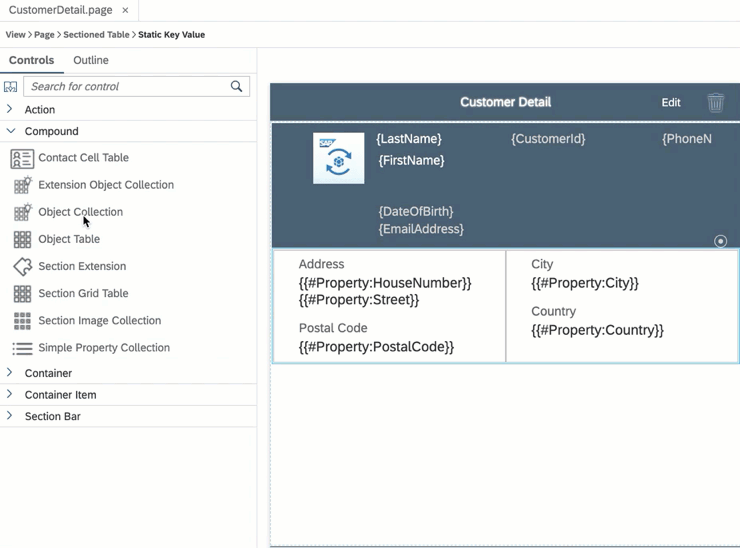 CustomerDetail.page ×
View > Page > Sectioned Table > Static Key Value
Controls Outline
Search for control
Action
Compound
Contact Cell Table
Extension Object Collection
Object Collection
Object Table
Section Extension
Section Grid Table
Section Image Collection
Simple Property Collection
Container
Container Item
Section Bar
Customer Detail Edit
SAP
{LastName} {CustomerId} {PhoneN
{FirstName}
{DateOfBirth}
{EmailAddress}
Address
{{#Property:HouseNumber}}
{{#Property:Street}}
Postal Code
{{#Property:PostalCode}}
City
{{#Property:City}}
Country
{{#Property:Country}}